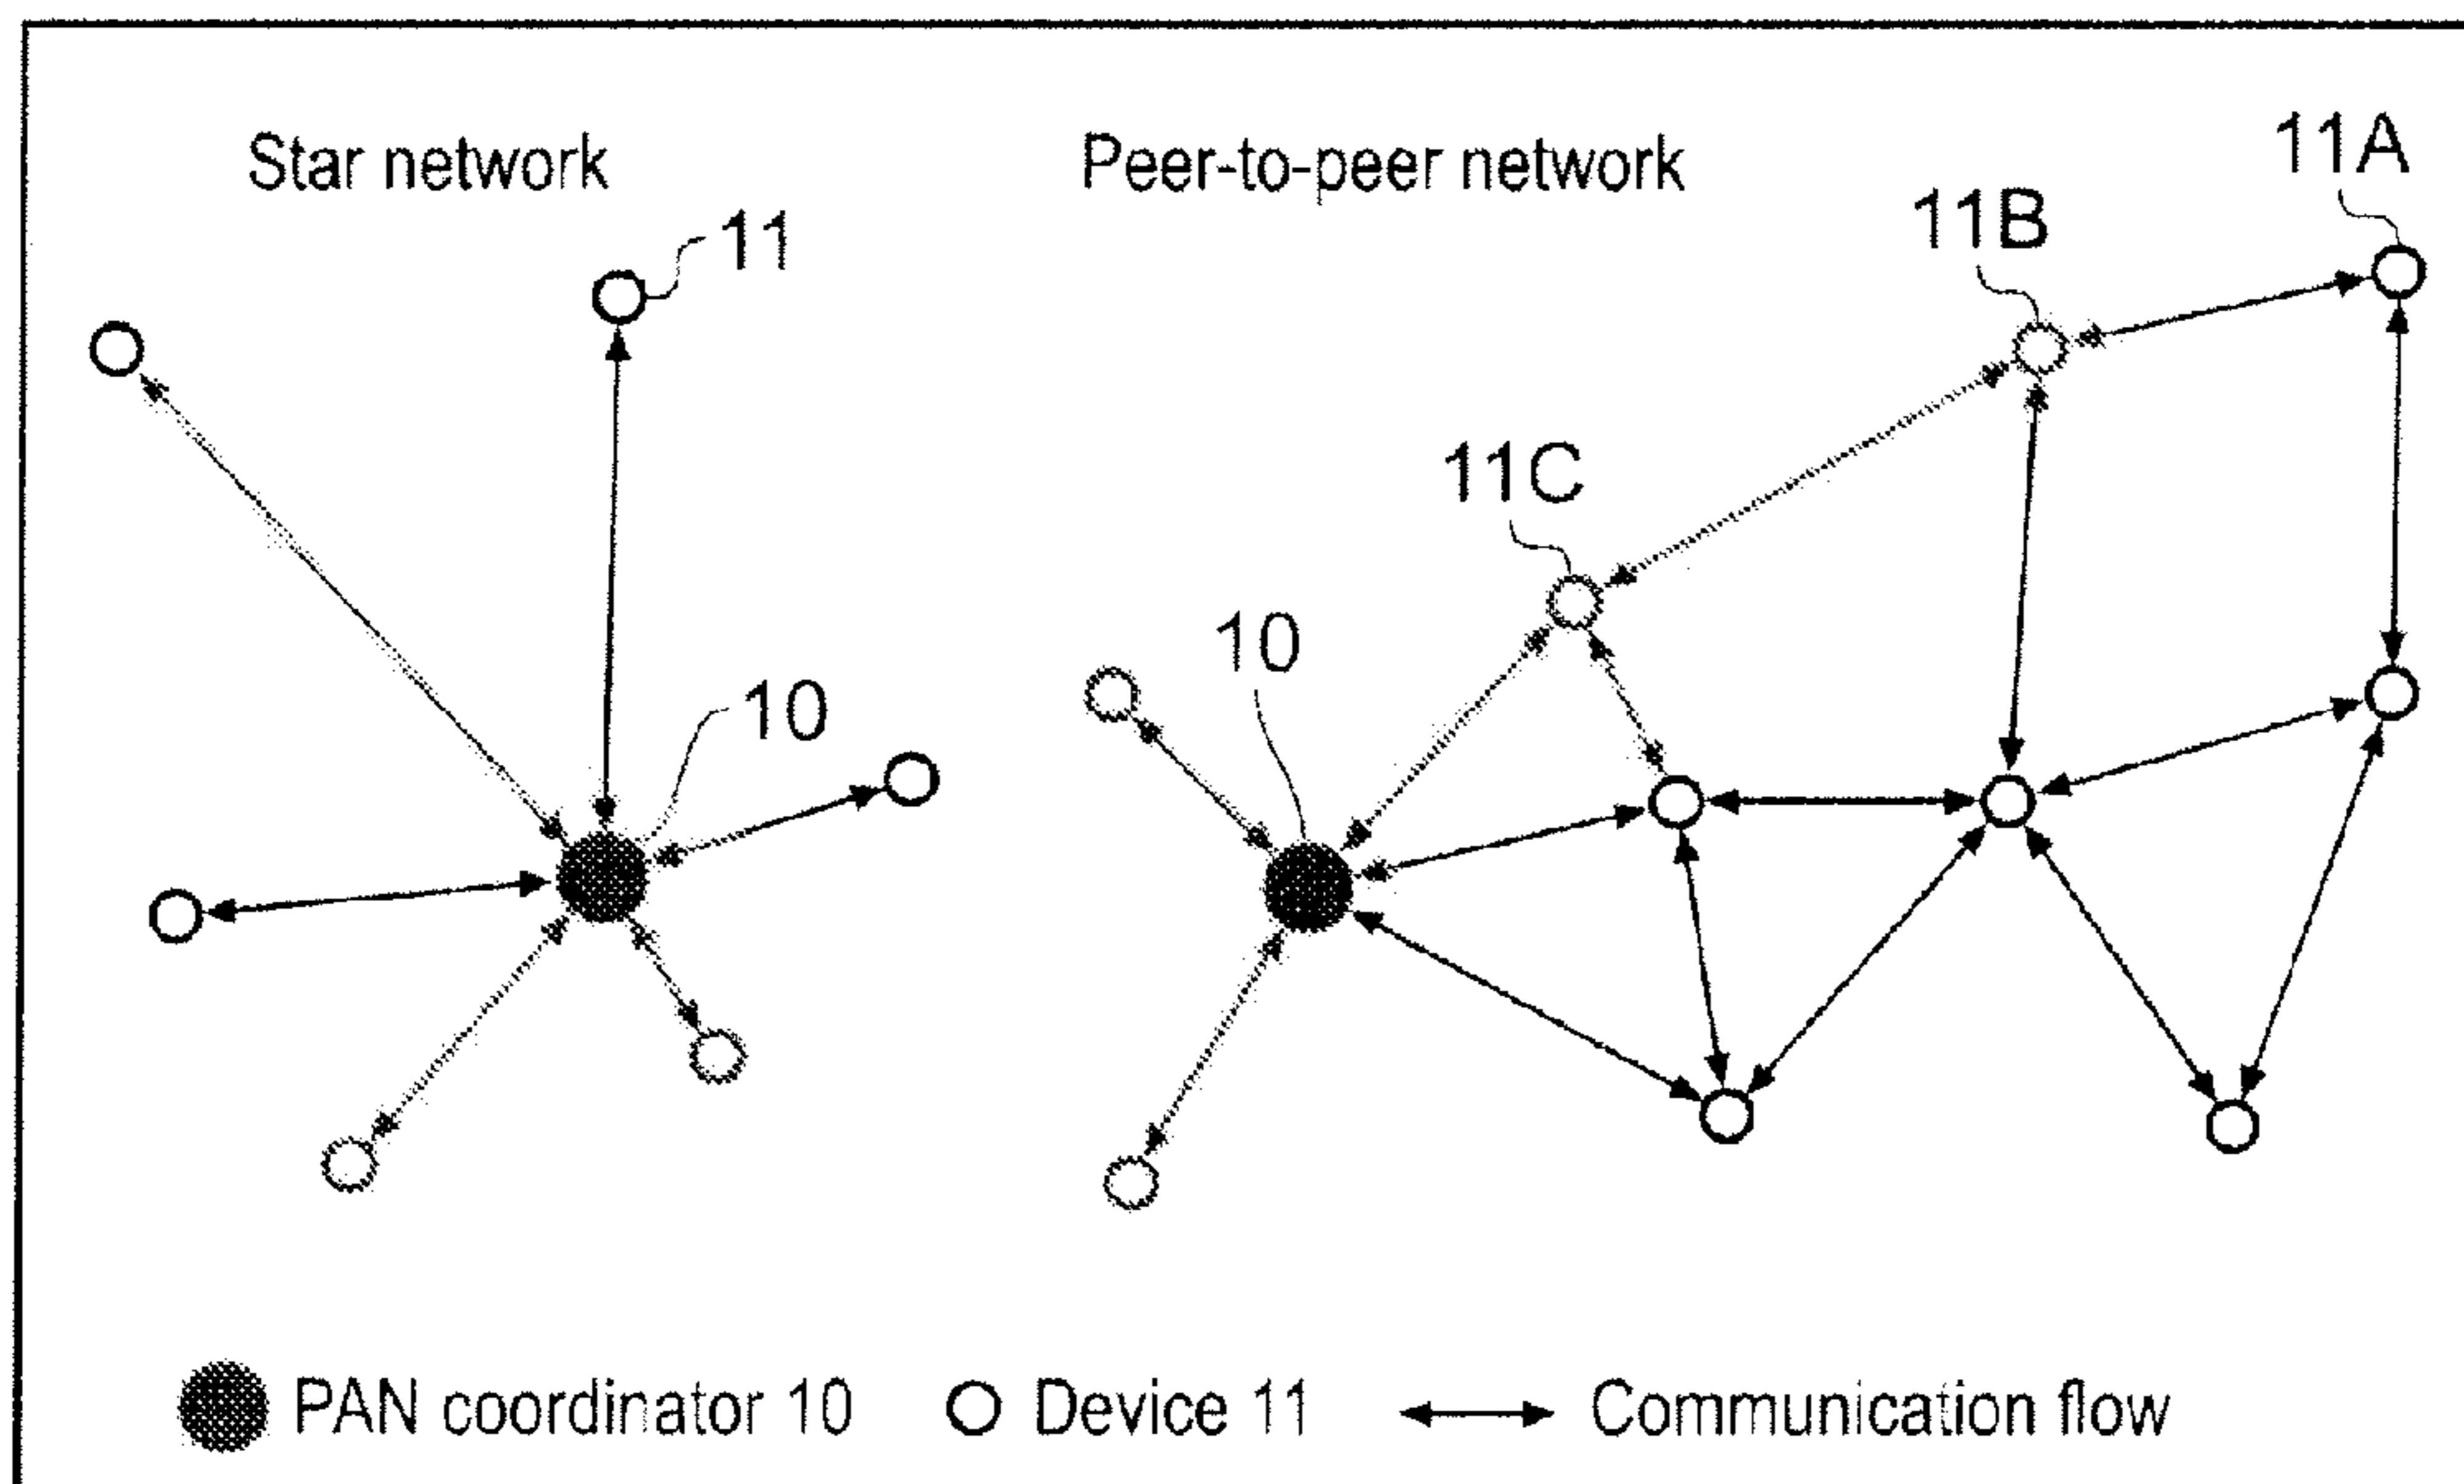 Star network
Peer-to-peer network
11A
11
11B
11C
10
10
PAN coordinator 10
Device 11
Communication flow